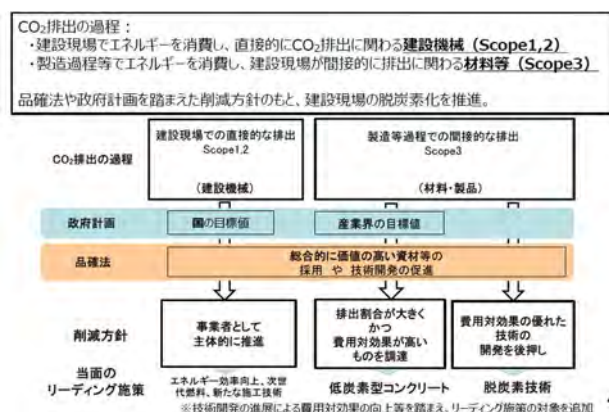 CO₂排出の過程：
・建設現場でエネルギーを消費し、直接的にCO₂排出に関わる建設機械（Scope1,2）
・製造過程等でエネルギーを消費し、建設現場が間接的に排出に関わる材料等（Scope3）
品確法や政府計画を踏まえた削減方針のもと、建設現場の脱炭素化を推進。
CO₂排出の過程
建設現場での直接的な排出
Scope1,2
（建設機械）
製造等過程での間接的な排出
Scope3
（材料・製品）
政府計画
国の目標値
産業界の目標値
品確法
総合的に価値の高い資材等の
採用 や 技術開発の促進
削減方針
事業者として
主体的に推進
排出割合が大きく
かつ
費用対効果が高い
ものを調達
費用対効果の優れた
技術の
開発を後押し
当面の
リーディング施策
エネルギー効率向上、次世
代燃料、新たな施工技術
低炭素型コンクリート
脱炭素技術
※技術開発の進展による費用対効果の向上等を踏まえ、リーディング施策の対象を追加